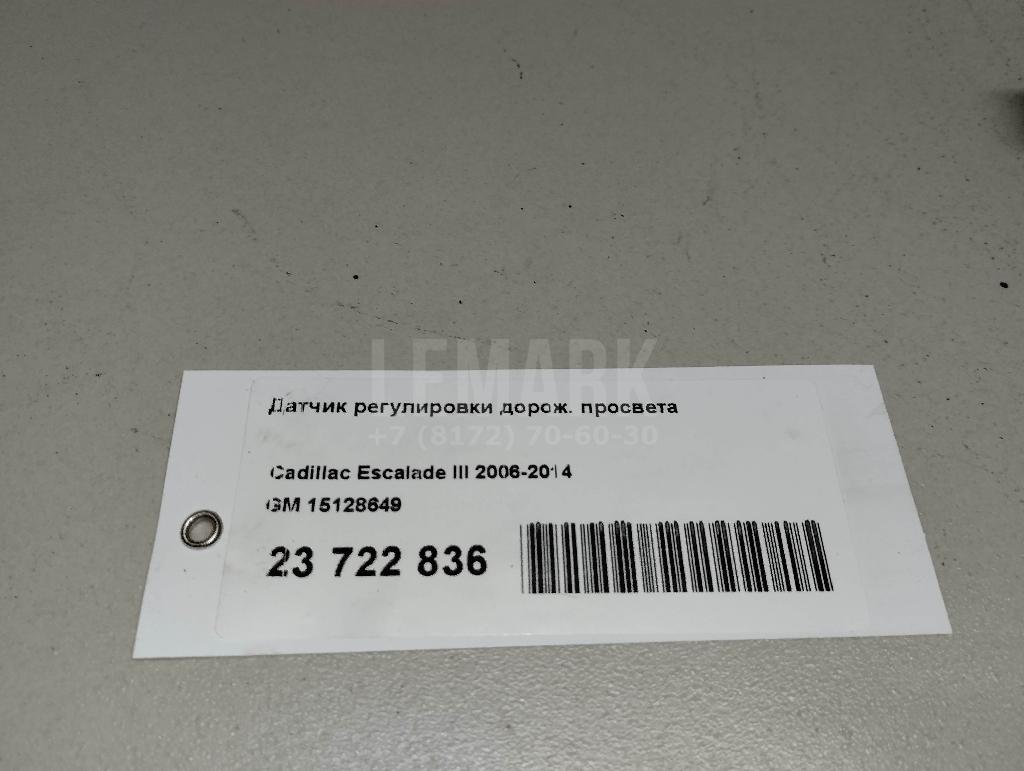 LEMARK
Датчик регулировки дорож. просвета
+7 (8172) 70-60-30
Cadillac Escalade III 2006-2014
GM 15128649
23 722 836